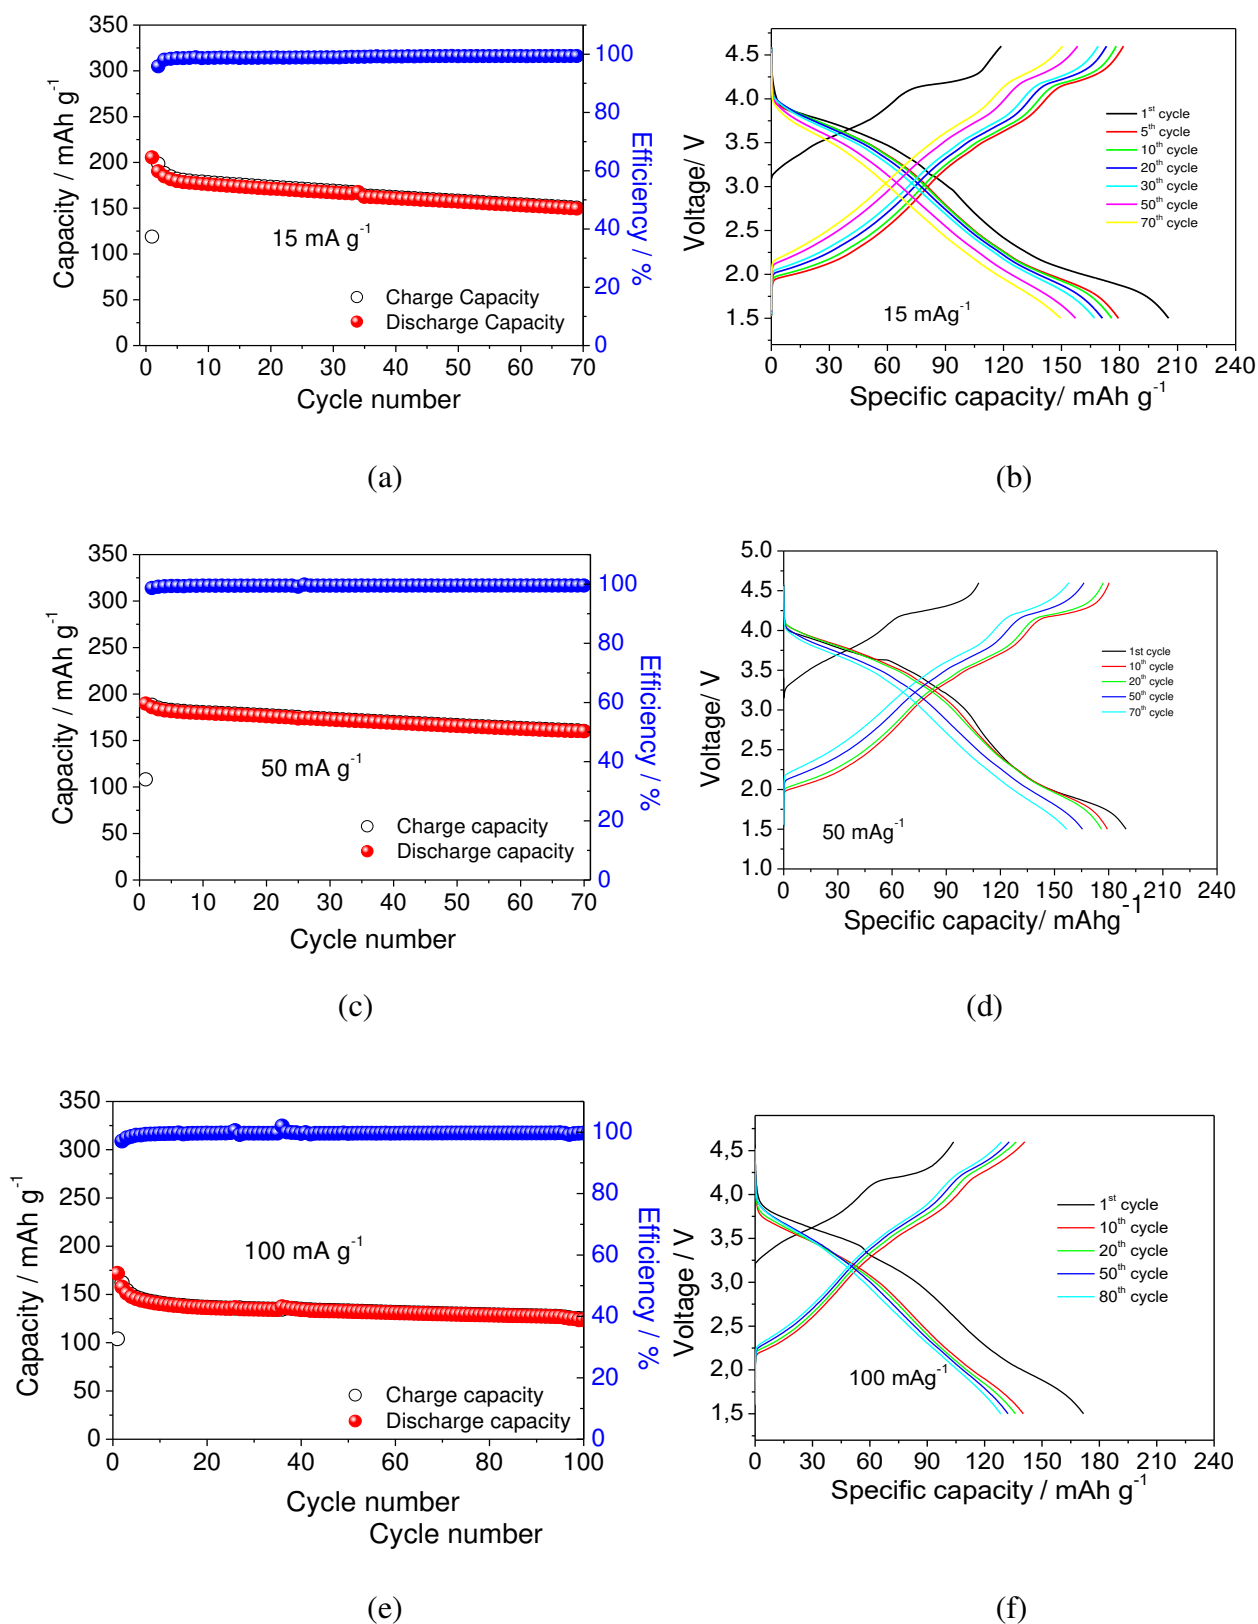 350
300
250
200
150
100
50
0
Capacity / mAh g⁻¹
100
80
60
40
20
0
Efficiency / %
15 mA g⁻¹
Charge Capacity
Discharge Capacity
0 10 20 30 40 50 60 70
Cycle number
(a)
4.5
4.0
3.5
3.0
2.5
2.0
1.5
Voltage/ V
1ˢᵗ cycle
5ᵗʰ cycle
10ᵗʰ cycle
20ᵗʰ cycle
30ᵗʰ cycle
50ᵗʰ cycle
70ᵗʰ cycle
15 mAg⁻¹
0 30 60 90 120 150 180 210 240
Specific capacity/ mAh g⁻¹
(b)
350
300
250
200
150
100
50
0
Capacity / mAh g⁻¹
100
80
60
40
20
0
Efficiency / %
50 mA g⁻¹
Charge capacity
Discharge capacity
0 10 20 30 40 50 60 70
Cycle number
(c)
5.0
4.5
4.0
3.5
3.0
2.5
2.0
1.5
1.0
Voltage/ V
1st cycle
10ᵗʰ cycle
20ᵗʰ cycle
50ᵗʰ cycle
70ᵗʰ cycle
50 mAg⁻¹
0 30 60 90 120 150 180 210 240
Specific capacity/ mAhg⁻¹
(d)
350
300
250
200
150
100
50
0
Capacity / mAh g⁻¹
100
80
60
40
20
0
Efficiency / %
100 mA g⁻¹
Charge capacity
Discharge capacity
0 20 40 60 80 100
Cycle number
Cycle number
(e)
4,5
4,0
3,5
3,0
2,5
2,0
1,5
Voltage / V
1ˢᵗ cycle
10ᵗʰ cycle
20ᵗʰ cycle
50ᵗʰ cycle
80ᵗʰ cycle
100 mAg⁻¹
0 30 60 90 120 150 180 210 240
Specific capacity / mAh g⁻¹
(f)